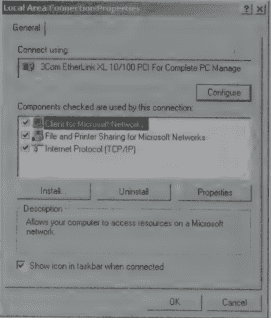 Local Area Connection Properties
General
Connect using:
3Com EtherLink XL 10/100 PCI For Complete PC Manage
Configure
Components checked are used by this connection:
Client for Microsoft Networks
File and Printer Sharing for Microsoft Networks
Internet Protocol (TCP/IP)
Install...
Uninstall
Properties
Description
Allows your computer to access resources on a Microsoft
network.
Show icon in taskbar when connected
OK
Cancel